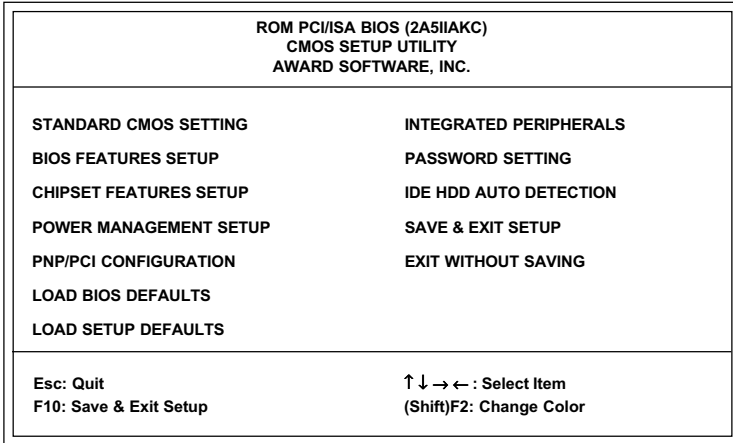 ROM PCI/ISA BIOS (2A5IIAKC)
CMOS SETUP UTILITY
AWARD SOFTWARE, INC.
STANDARD CMOS SETTING
BIOS FEATURES SETUP
CHIPSET FEATURES SETUP
POWER MANAGEMENT SETUP
PNP/PCI CONFIGURATION
LOAD BIOS DEFAULTS
LOAD SETUP DEFAULTS
INTEGRATED PERIPHERALS
PASSWORD SETTING
IDE HDD AUTO DETECTION
SAVE & EXIT SETUP
EXIT WITHOUT SAVING
Esc: Quit
F10: Save & Exit Setup
↑ ↓ → ← : Select Item
(Shift)F2: Change Color